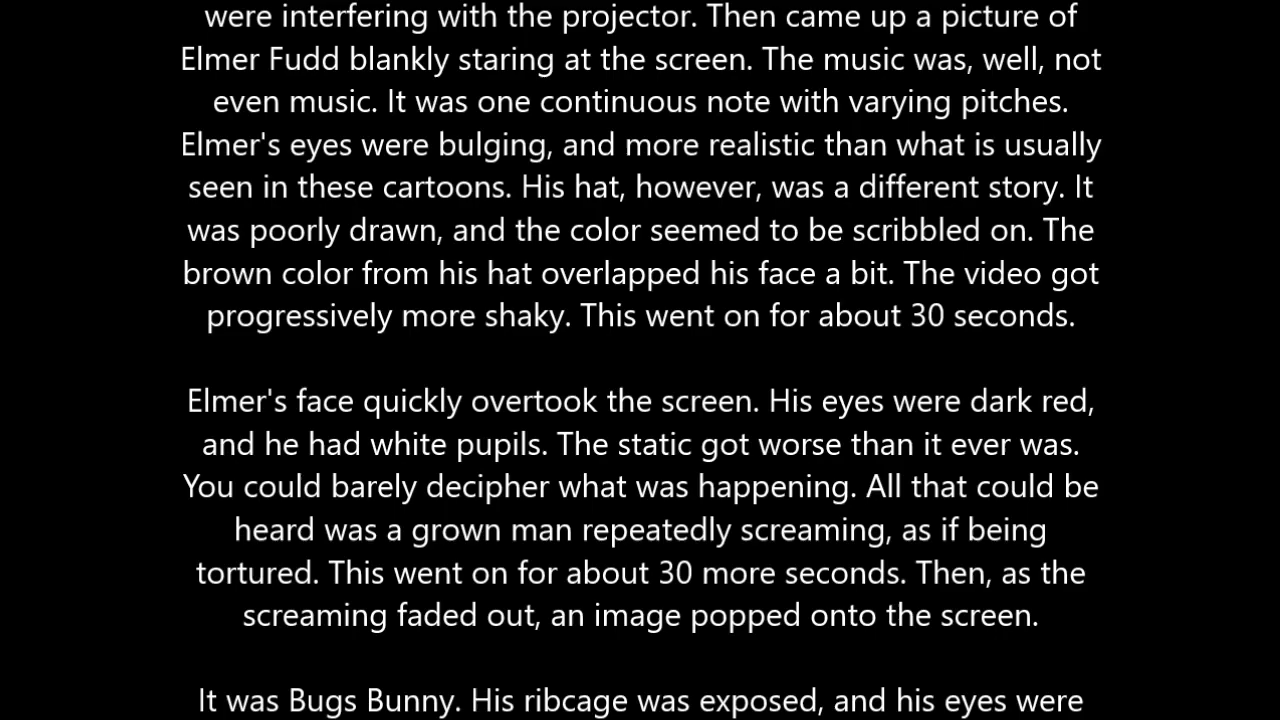 were interfering with the projector. Then came up a picture of
Elmer Fudd blankly staring at the screen. The music was, well, not
even music. It was one continuous note with varying pitches.
Elmer's eyes were bulging, and more realistic than what is usually
seen in these cartoons. His hat, however, was a different story. It
was poorly drawn, and the color seemed to be scribbled on. The
brown color from his hat overlapped his face a bit. The video got
progressively more shaky. This went on for about 30 seconds.
Elmer's face quickly overtook the screen. His eyes were dark red,
and he had white pupils. The static got worse than it ever was.
You could barely decipher what was happening. All that could be
heard was a grown man repeatedly screaming, as if being
tortured. This went on for about 30 more seconds. Then, as the
screaming faded out, an image popped onto the screen.
It was Bugs Bunny. His ribcage was exposed, and his eyes were